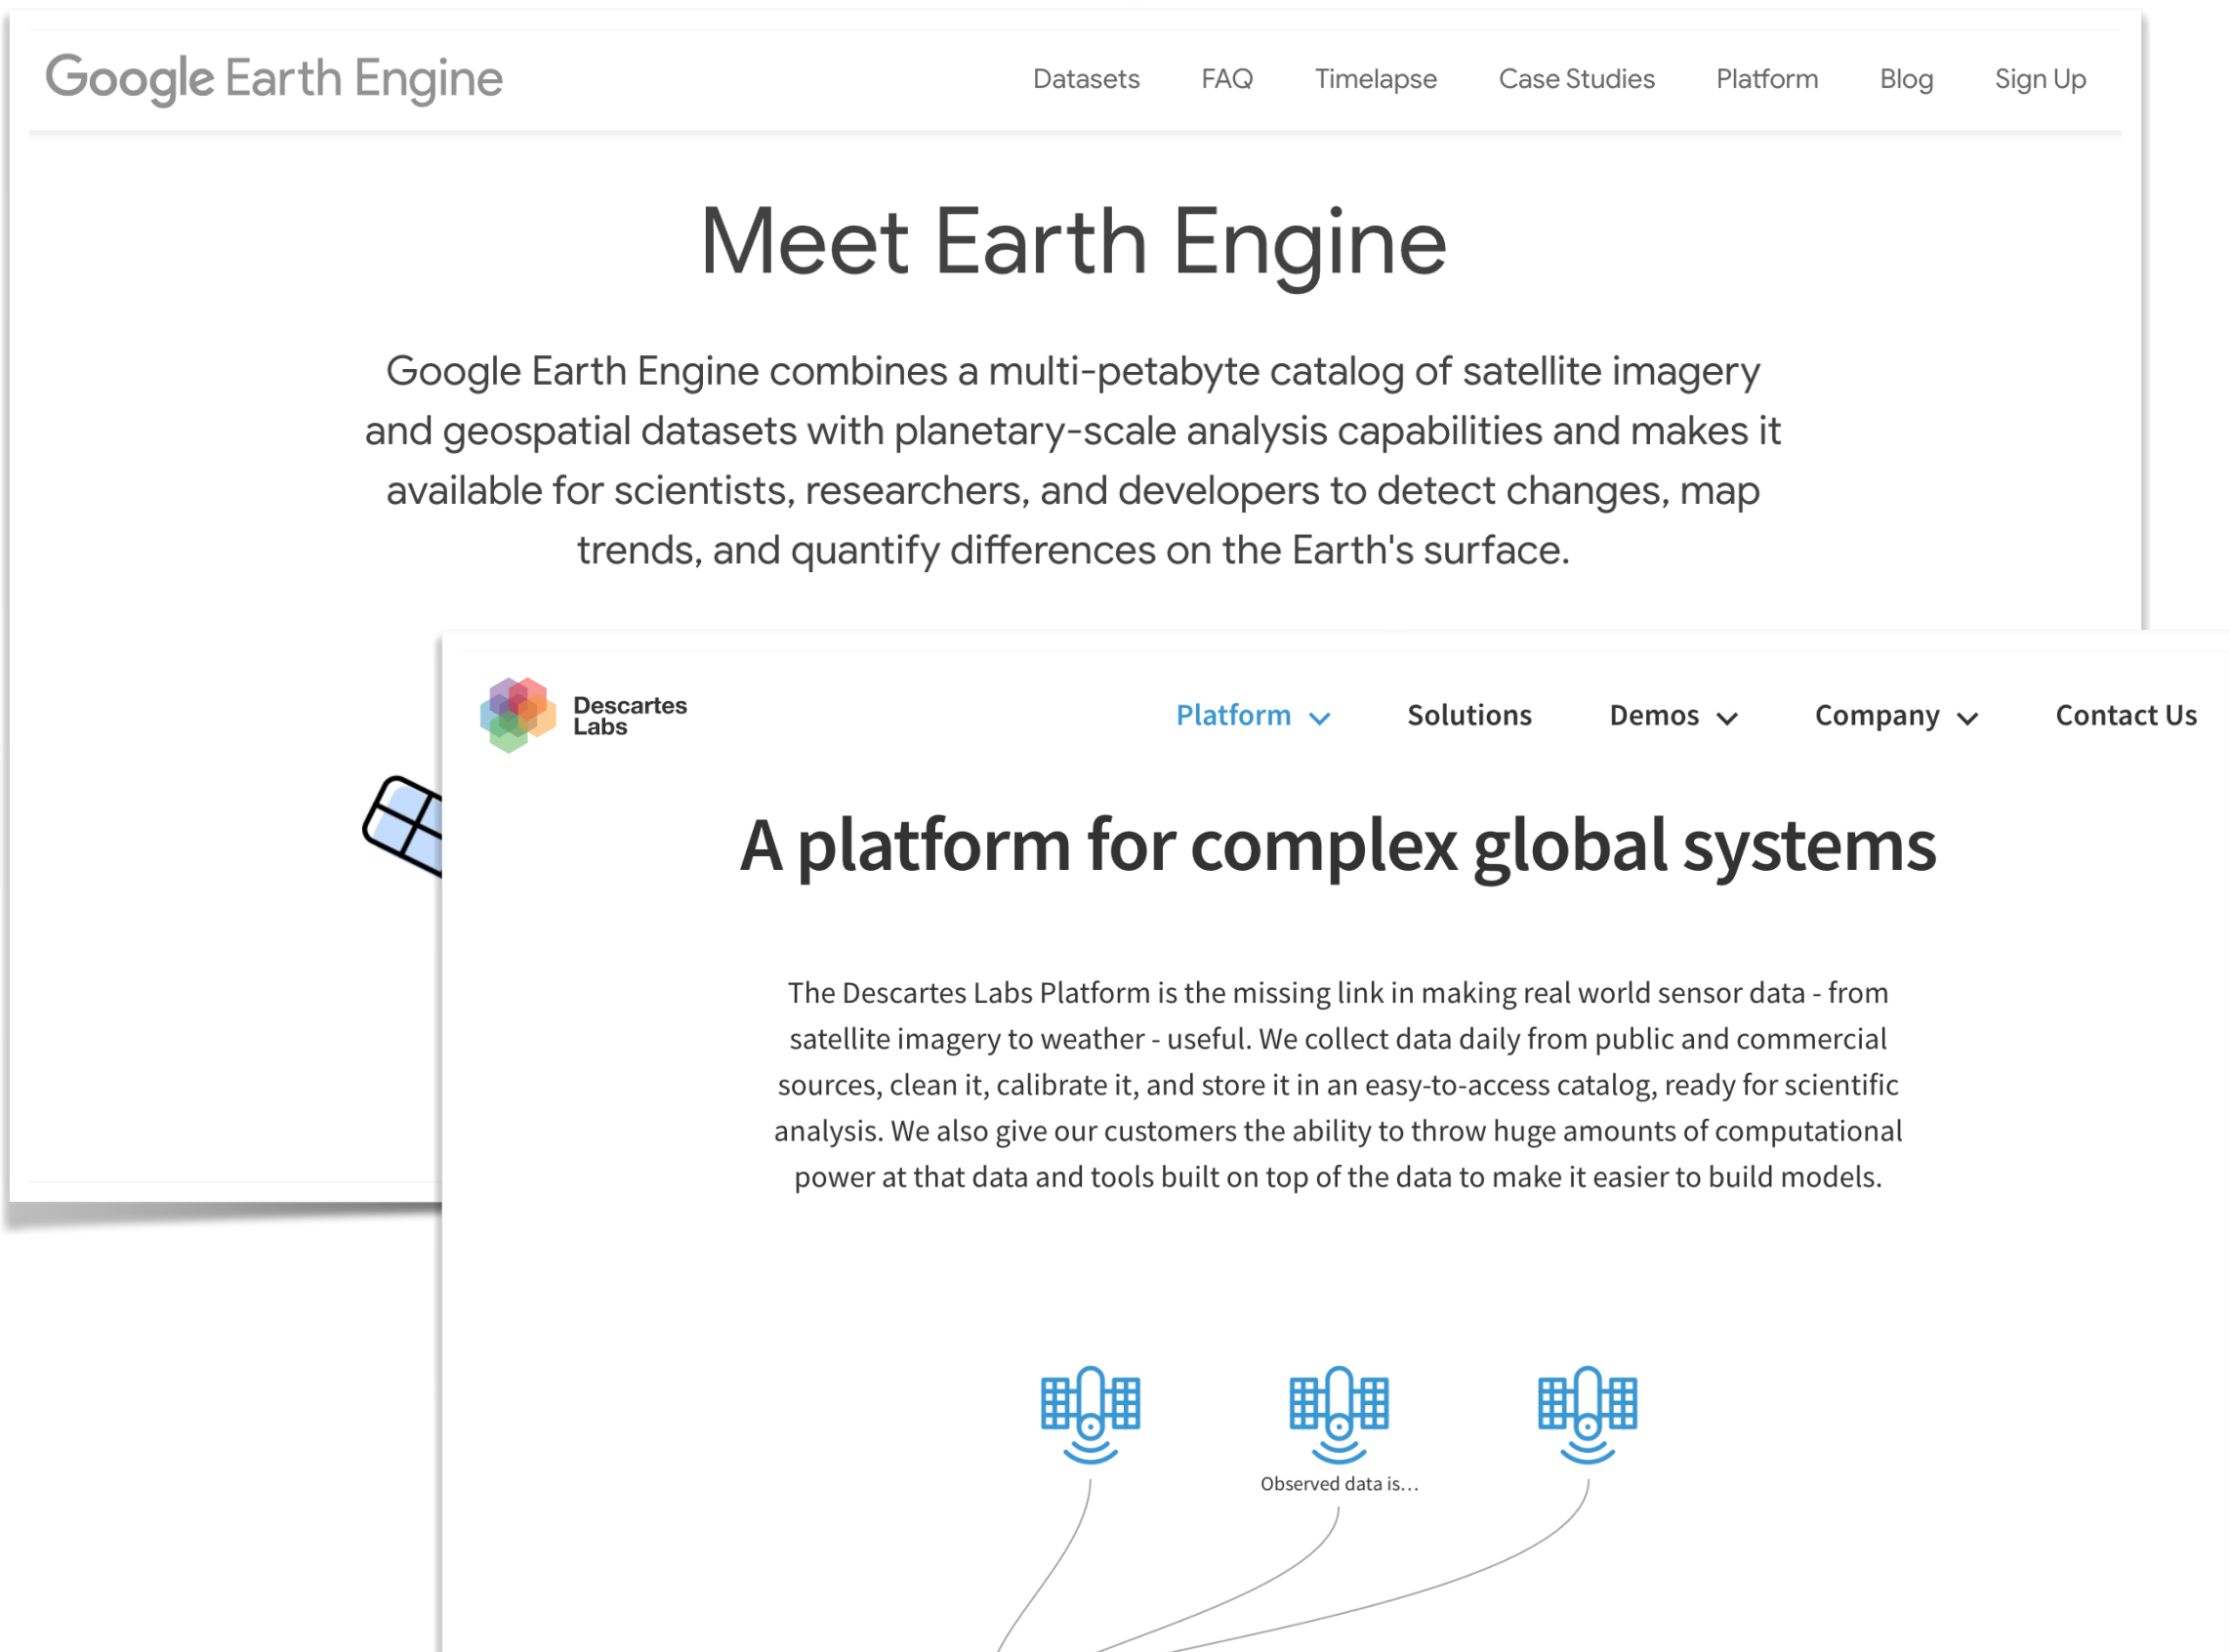 Google Earth Engine
Datasets FAQ Timelapse Case Studies Platform Blog Sign Up
Meet Earth Engine
Google Earth Engine combines a multi-petabyte catalog of satellite imagery
and geospatial datasets with planetary-scale analysis capabilities and makes it
available for scientists, researchers, and developers to detect changes, map
trends, and quantify differences on the Earth's surface.
Descartes
Labs
Platform Solutions Demos Company Contact Us
A platform for complex global systems
The Descartes Labs Platform is the missing link in making real world sensor data - from
satellite imagery to weather - useful. We collect data daily from public and commercial
sources, clean it, calibrate it, and store it in an easy-to-access catalog, ready for scientific
analysis. We also give our customers the ability to throw huge amounts of computational
power at that data and tools built on top of the data to make it easier to build models.
Observed data is...